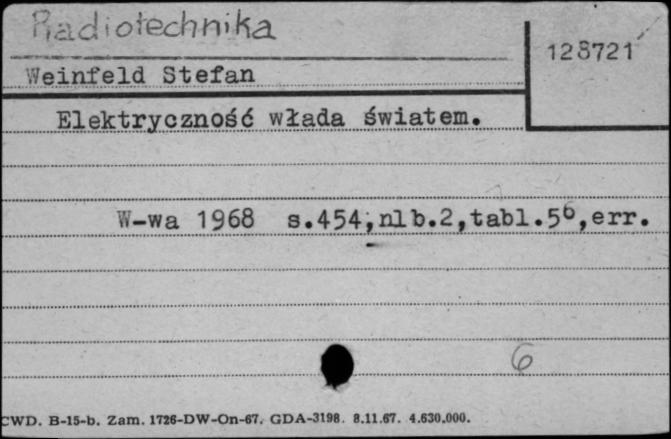 Radiotechnika
128721
Weinfeld Stefan
Elektryczność włada światem.
W-wa 1968 s.454,nlb.2,tabl.5⁶,err.
6
CWD. B-15-b. Zam. 1726-DW-On-67. GDA-3198. 8.11.67. 4.630.000.